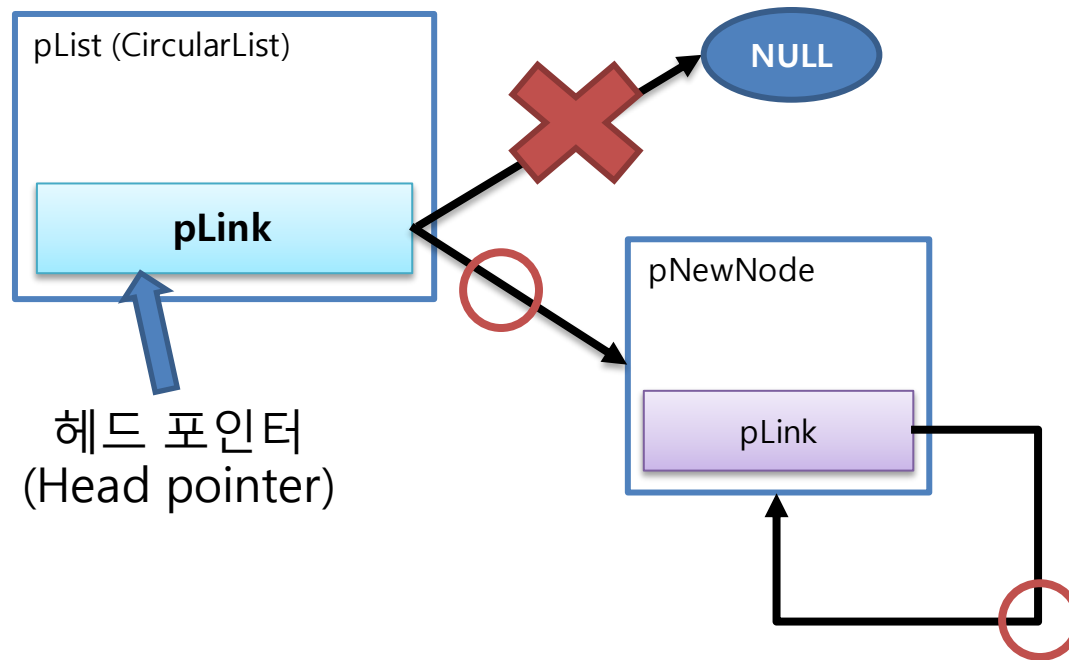 pList (CircularList)
NULL
pLink
pNewNode
pLink
헤드 포인터
(Head pointer)